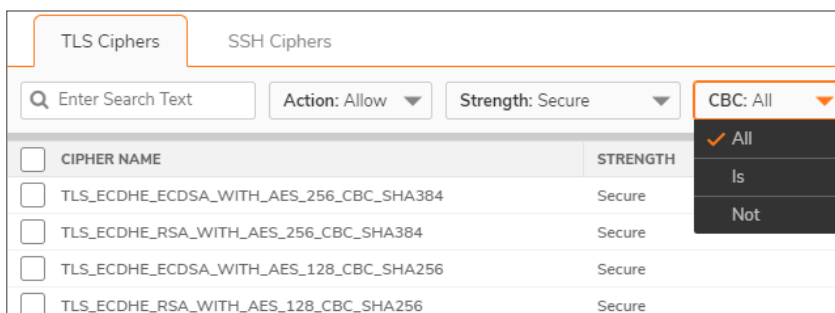 TLS Ciphers SSH Ciphers
Enter Search Text Action: Allow Strength: Secure CBC: All
All
CIPHER NAME STRENGTH
Is
TLS_ECDHE_ECDSA_WITH_AES_256_CBC_SHA384 Secure
Not
TLS_ECDHE_RSA_WITH_AES_256_CBC_SHA384 Secure
TLS_ECDHE_ECDSA_WITH_AES_128_CBC_SHA256 Secure
TLS_ECDHE_RSA_WITH_AES_128_CBC_SHA256 Secure